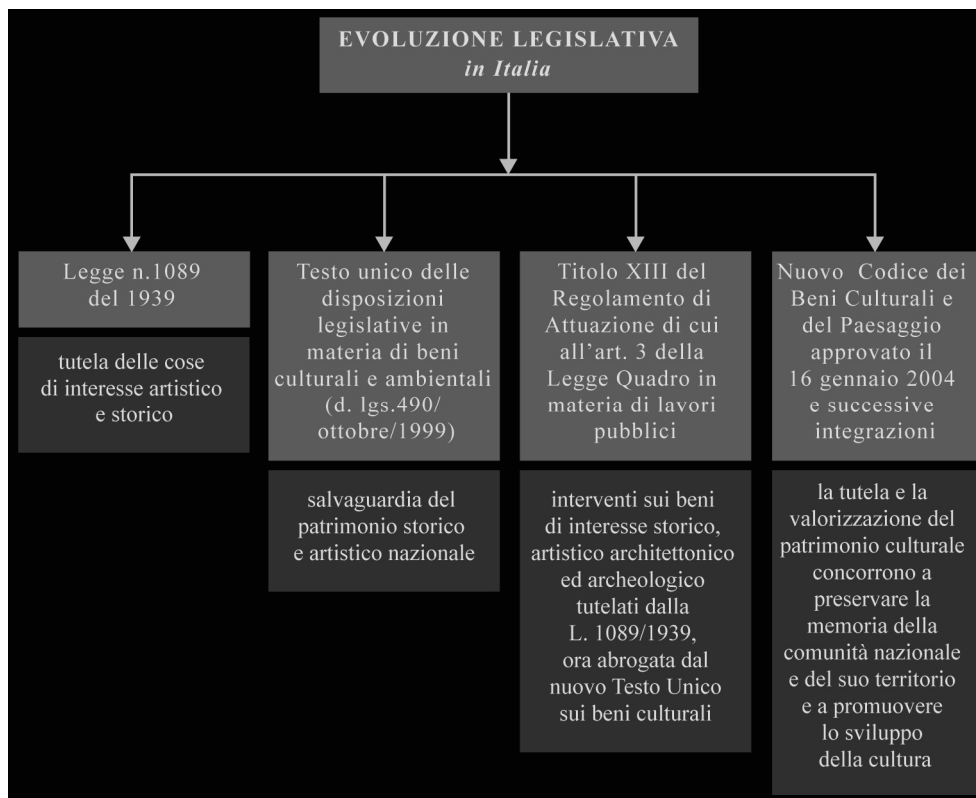 EVOLUZIONE LEGISLATIVA
in Italia
Legge n.1089
del 1939
tutela delle cose
di interesse artistico
e storico
Testo unico delle
disposizioni
legislative in
materia di beni
culturali e ambientali
(d. lgs.490/
ottobre/1999)
salvaguardia del
patrimonio storico
e artistico nazionale
Titolo XIII del
Regolamento di
Attuazione di cui
all'art. 3 della
Legge Quadro in
materia di lavori
pubblici
interventi sui beni
di interesse storico,
artistico architettonico
ed archeologico
tutelati dalla
L. 1089/1939,
ora abrogata dal
nuovo Testo Unico
sui beni culturali
Nuovo Codice dei
Beni Culturali e
del Paesaggio
approvato il
16 gennaio 2004
e successive
integrazioni
la tutela e la
valorizzazione del
patrimonio culturale
concorrono a
preservare la
memoria della
comunità nazionale
e del suo territorio
e a promuovere
lo sviluppo
della cultura